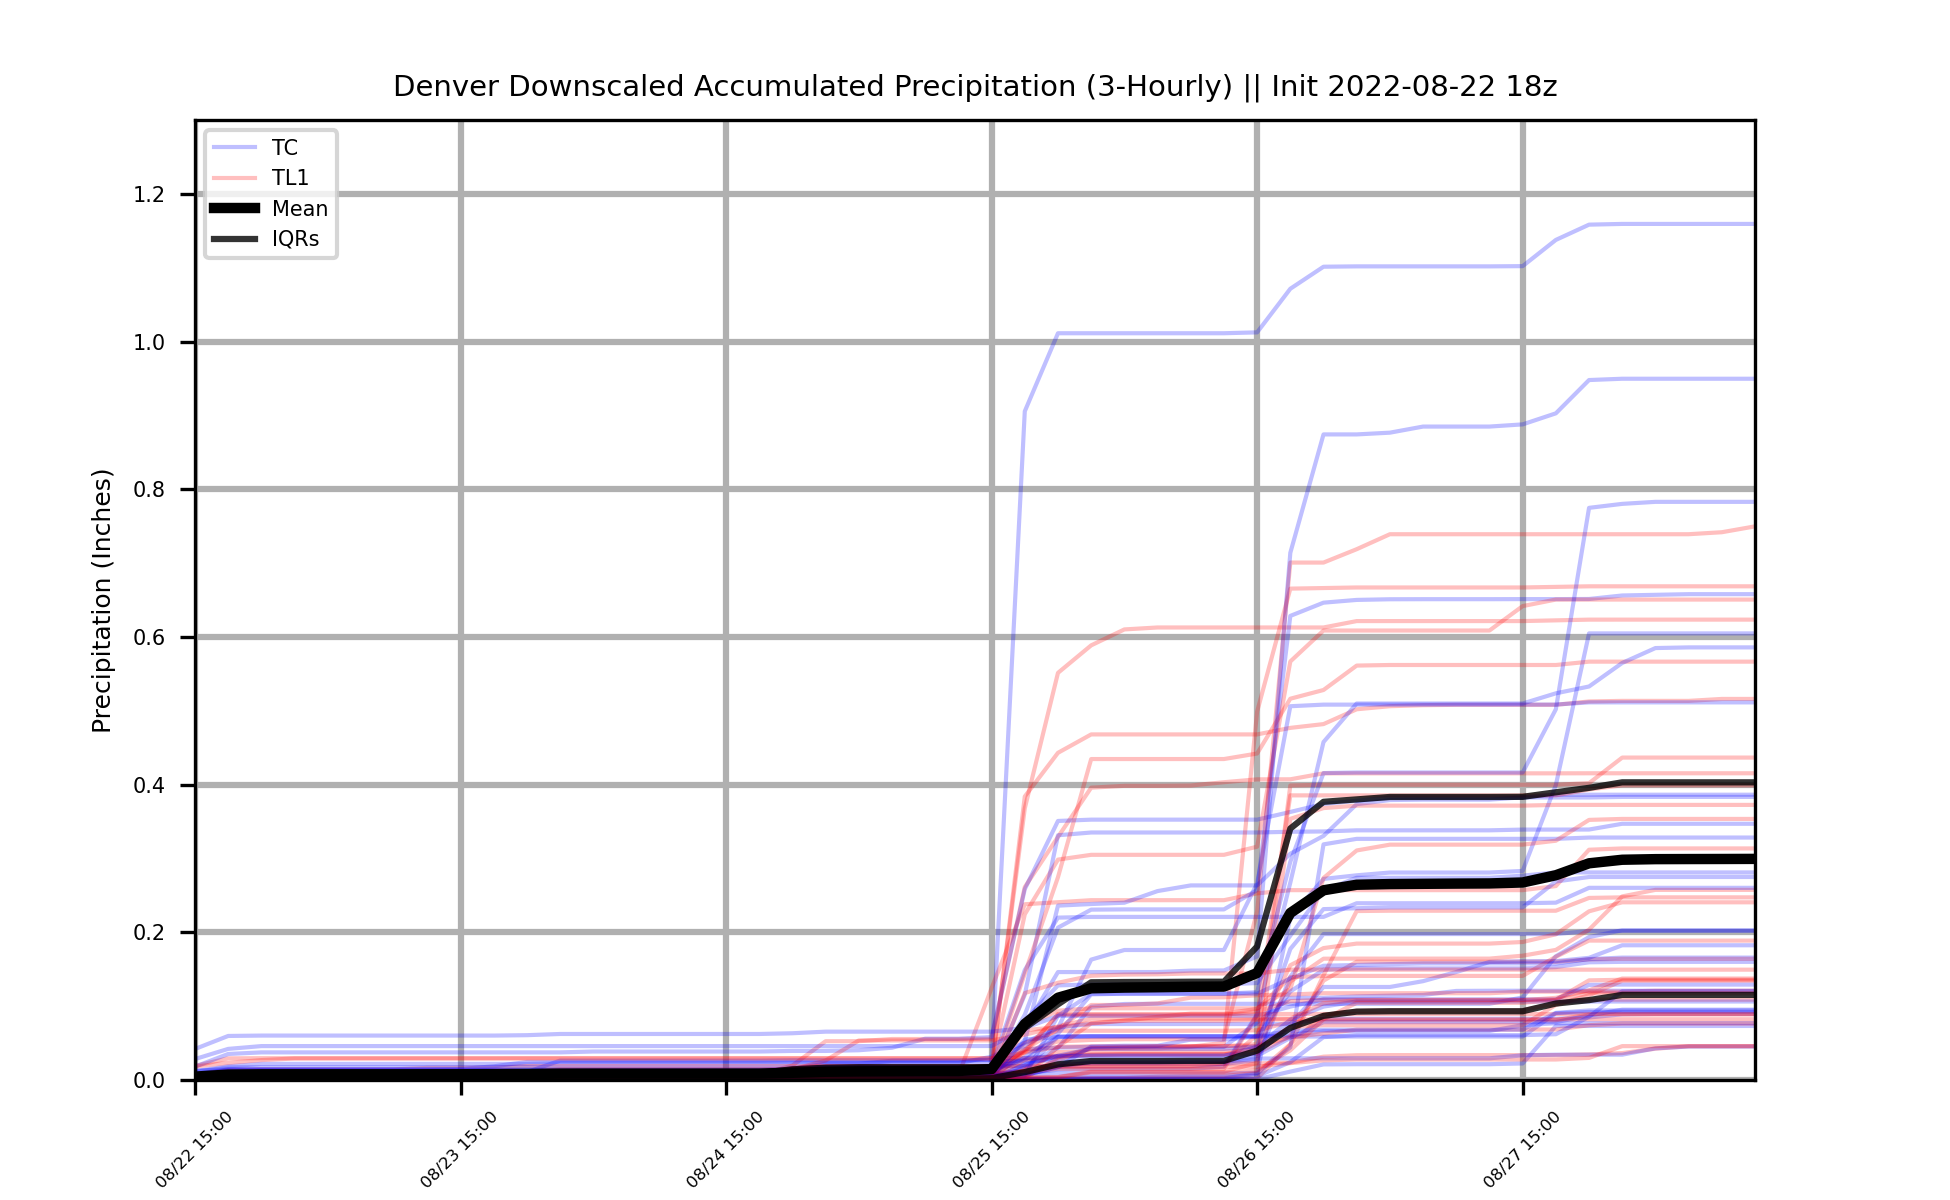 Denver Downscaled Accumulated Precipitation (3-Hourly) || Init 2022-08-22 18z
TC
TL1
Mean
IQRs
Precipitation (Inches)
1.2
1.0
0.8
0.6
0.4
0.2
0.0
08/22 15:00
08/23 15:00
08/24 15:00
08/25 15:00
08/26 15:00
08/27 15:00